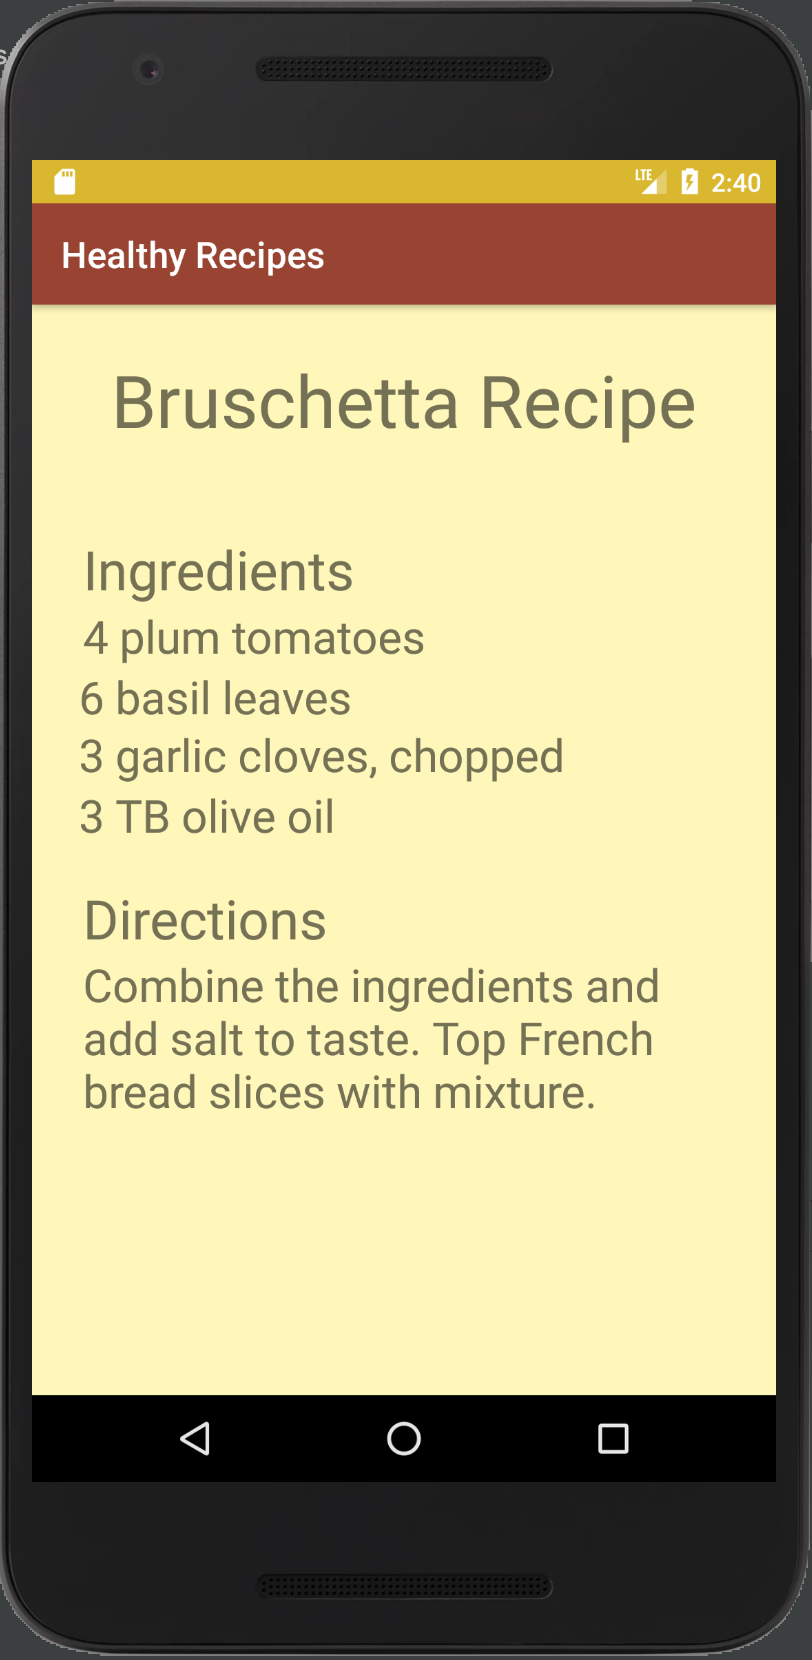 LTE 2:40
Healthy Recipes
Bruschetta Recipe
Ingredients
4 plum tomatoes
6 basil leaves
3 garlic cloves, chopped
3 TB olive oil
Directions
Combine the ingredients and
add salt to taste. Top French
bread slices with mixture.